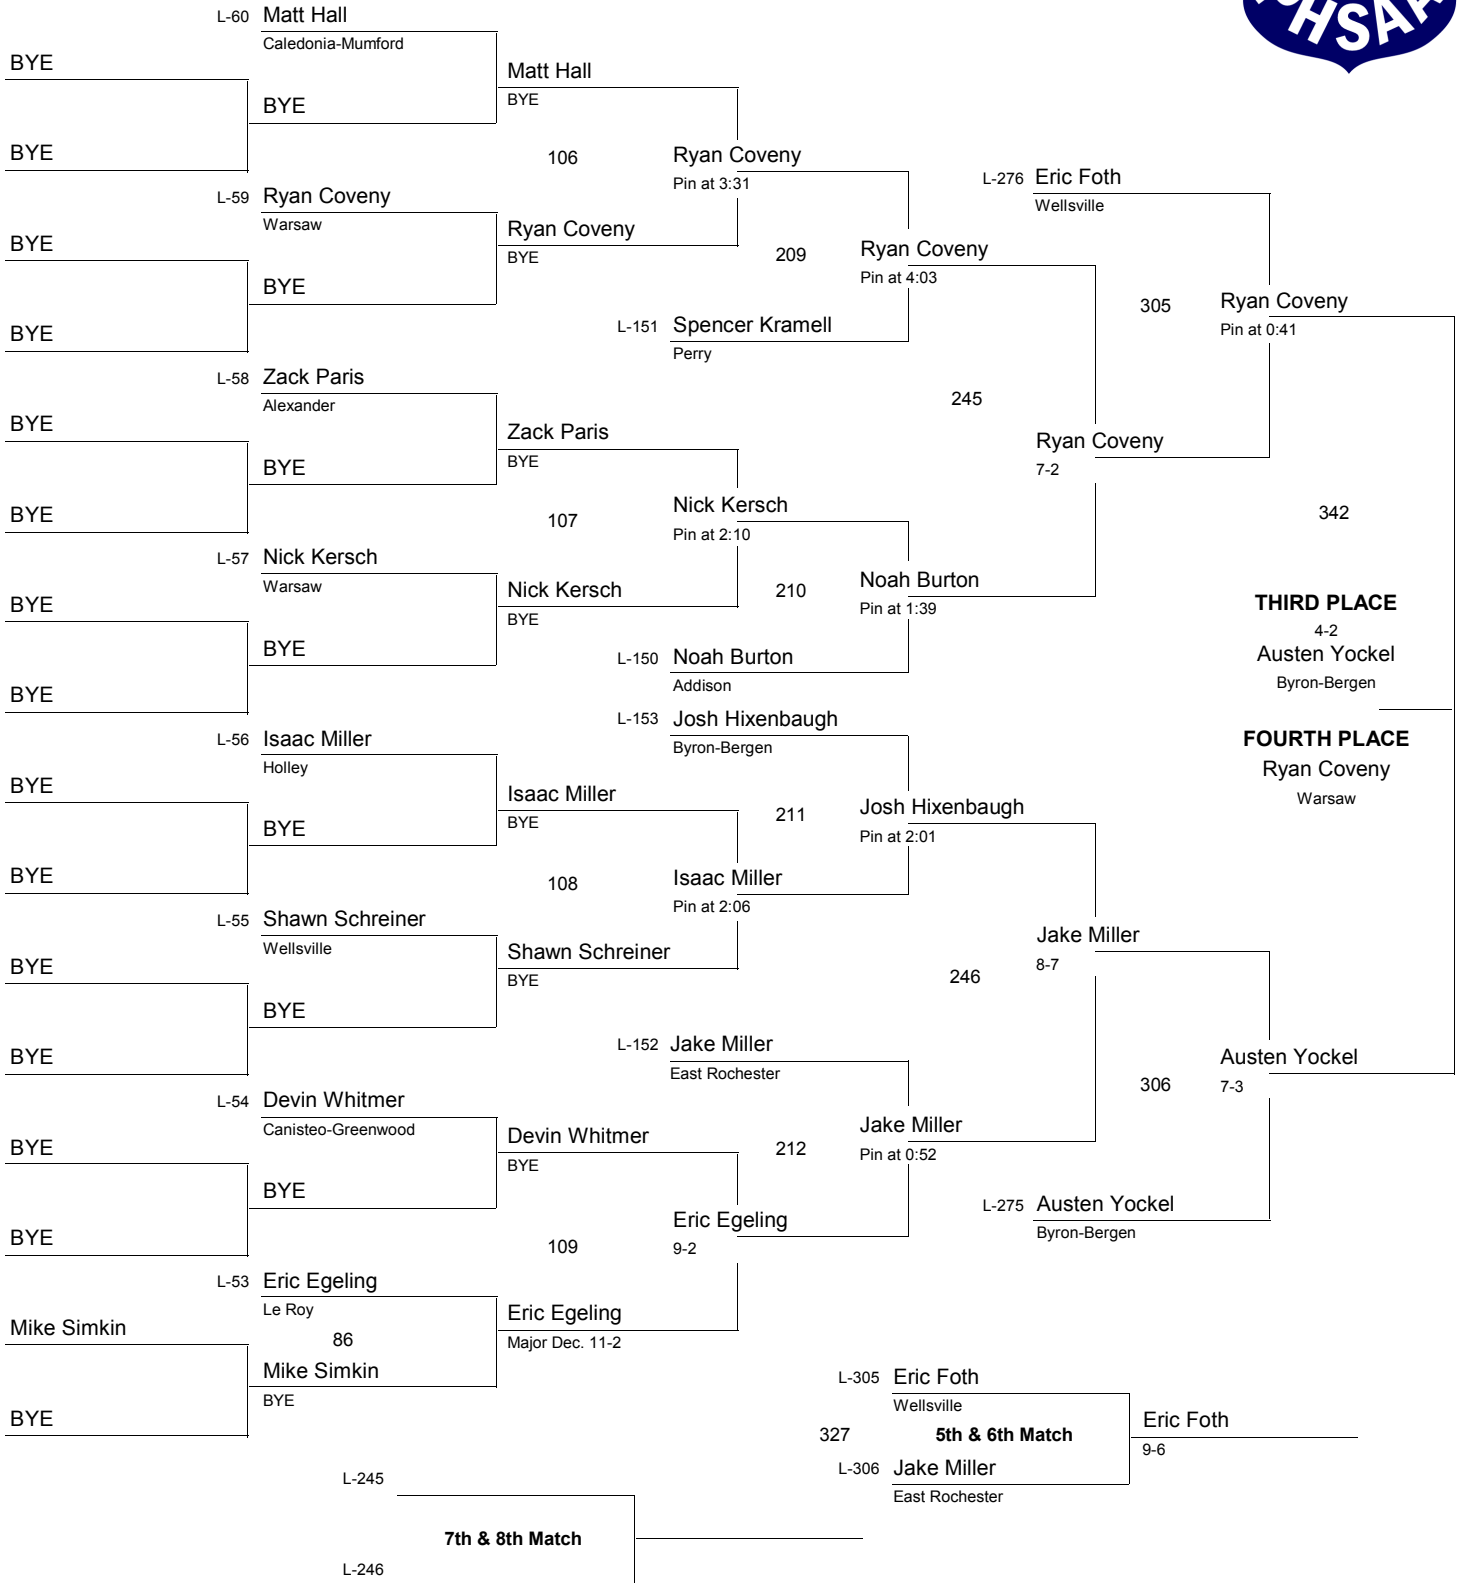 HSAA
L-60 Matt Hall
Caledonia-Mumford
BYE
Matt Hall
BYE
BYE
BYE
106
Ryan Coveny
Pin at 3:31
L-276 Eric Foth
Wellsville
L-59 Ryan Coveny
Warsaw
Ryan Coveny
BYE
BYE
209
Ryan Coveny
Pin at 4:03
BYE
305
Ryan Coveny
Pin at 0:41
BYE
L-151 Spencer Kramell
Perry
L-58 Zack Paris
Alexander
245
BYE
Zack Paris
BYE
Ryan Coveny
7-2
BYE
BYE
107
Nick Kersch
Pin at 2:10
342
L-57 Nick Kersch
Warsaw
Nick Kersch
BYE
210
Noah Burton
Pin at 1:39
BYE
THIRD PLACE
4-2
Austen Yockel
Byron-Bergen
BYE
L-150 Noah Burton
Addison
BYE
L-153 Josh Hixenbaugh
Byron-Bergen
L-56 Isaac Miller
Holley
FOURTH PLACE
Ryan Coveny
Warsaw
BYE
Isaac Miller
BYE
211
Josh Hixenbaugh
Pin at 2:01
BYE
BYE
108
Isaac Miller
Pin at 2:06
L-55 Shawn Schreiner
Wellsville
Jake Miller
8-7
Shawn Schreiner
BYE
BYE
246
BYE
BYE
L-152 Jake Miller
East Rochester
Austen Yockel
7-3
306
L-54 Devin Whitmer
Canisteo-Greenwood
Devin Whitmer
BYE
212
Jake Miller
Pin at 0:52
BYE
BYE
L-275 Austen Yockel
Byron-Bergen
BYE
109
Eric Egeling
9-2
L-53 Eric Egeling
Le Roy
Mike Simkin
86
Eric Egeling
Major Dec. 11-2
Mike Simkin
BYE
BYE
L-305 Eric Foth
Wellsville
327
5th & 6th Match
Eric Foth
9-6
L-306 Jake Miller
East Rochester
L-245
7th & 8th Match
L-246